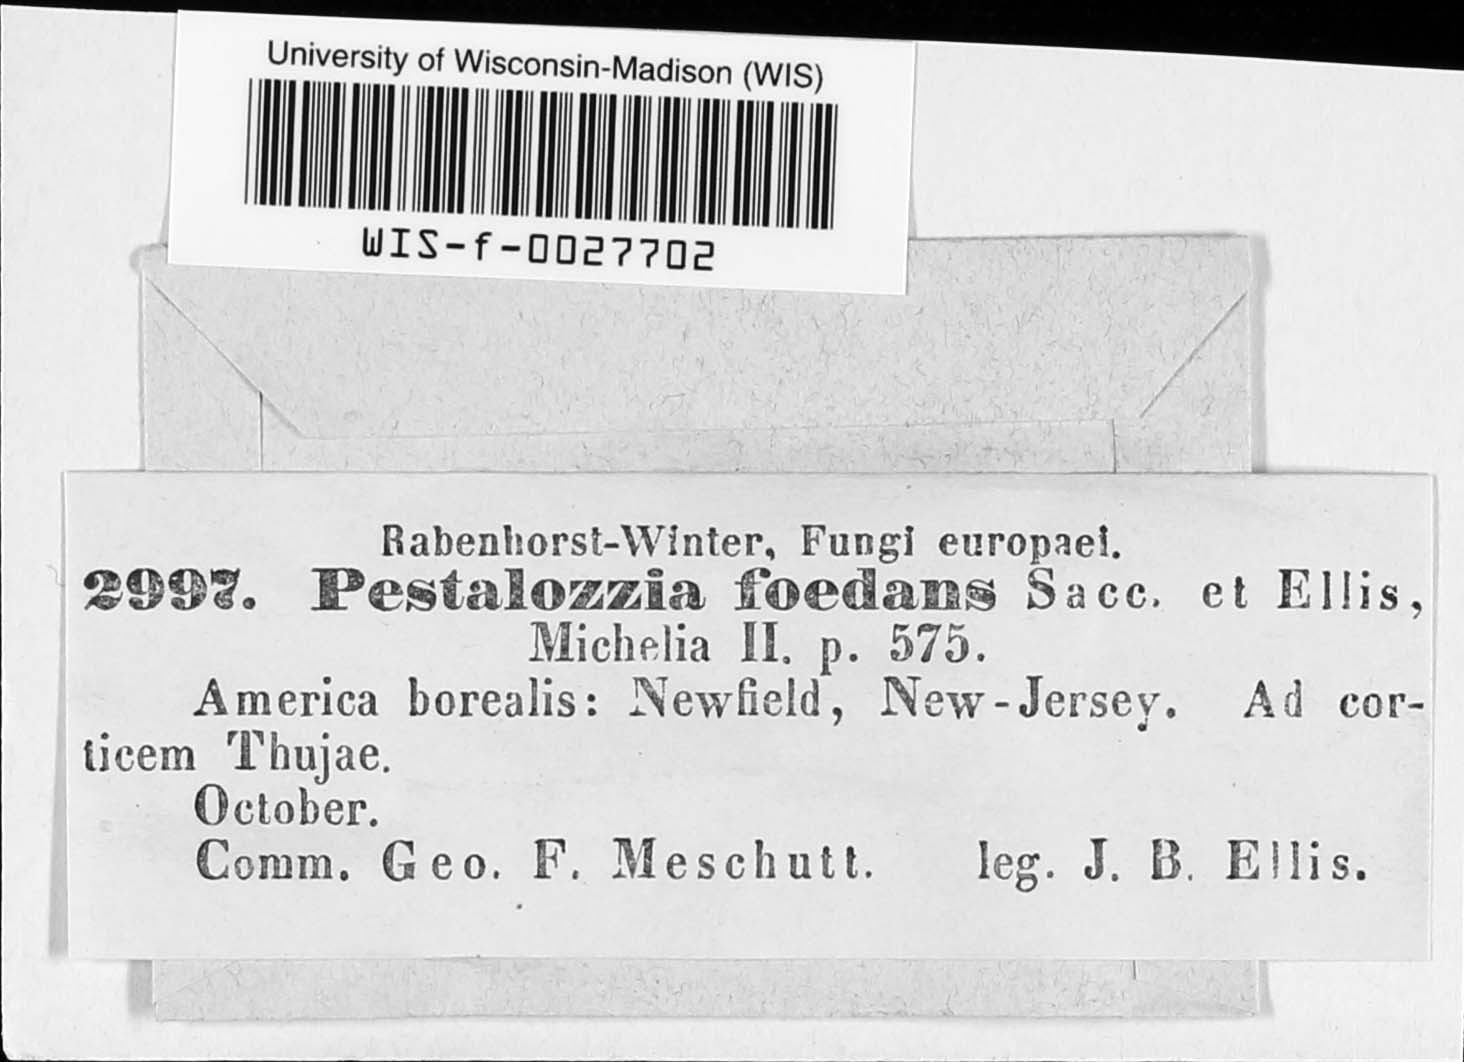 University of Wisconsin-Madison (WIS)
WIS-f-0027702
Rabenhorst-Winter, Fungi europaei.
2997. Pestalozzia foedans Sacc. et Ellis,
Michelia II. p. 575.
America borealis: Newfield, New-Jersey. Ad cor-
ticem Thujae.
October.
Comm. Geo. F. Meschutt. leg. J. B. Ellis.